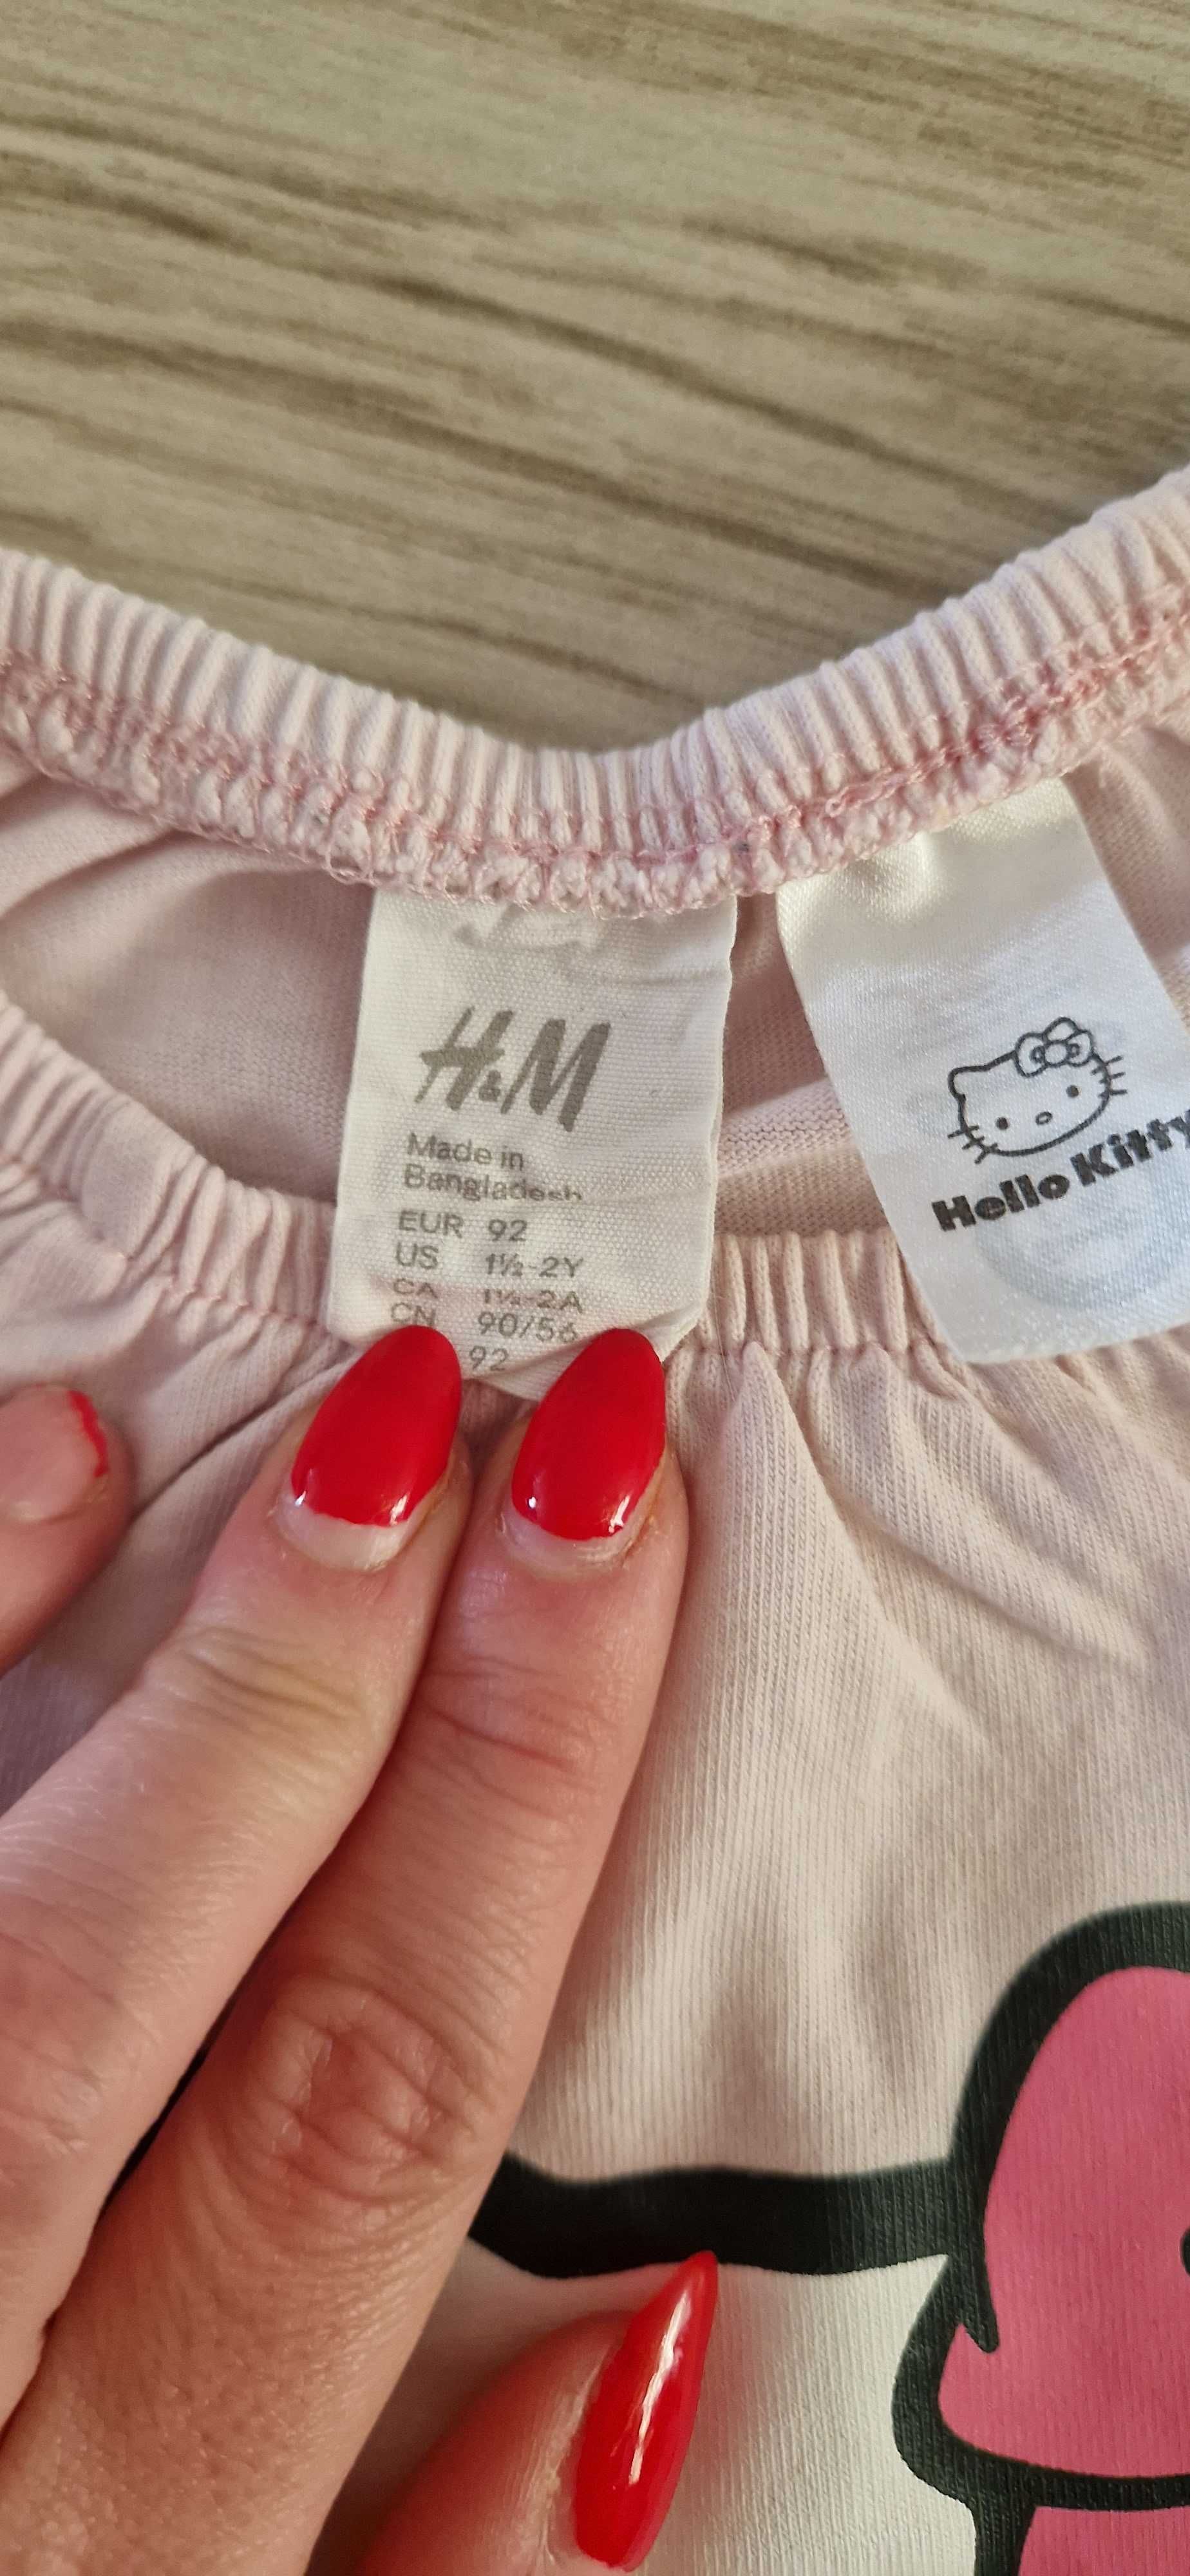 H&M
Made in
Bangladesh
EUR 92
US 1½-2Y
CA 1½-2A
CN 90/56
92
Hello Kitty